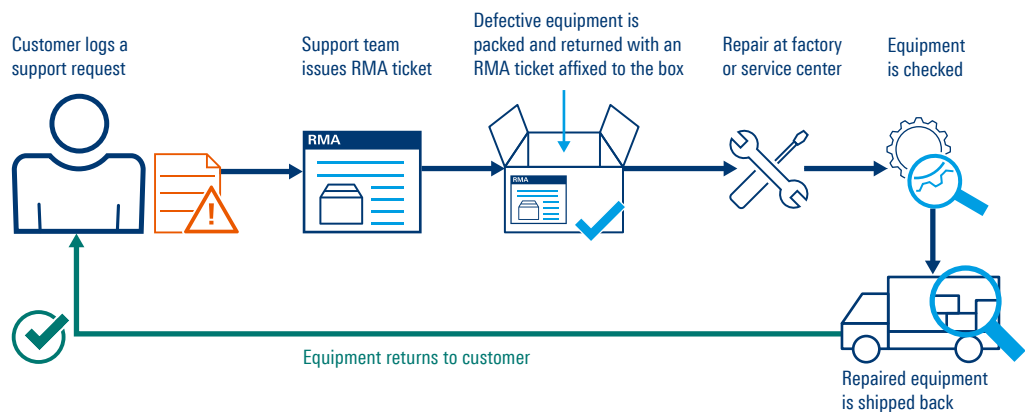 Customer logs a
support request
Support team
issues RMA ticket
Defective equipment is
packed and returned with an
RMA ticket affixed to the box
Repair at factory
or service center
Equipment
is checked
RMA
RMA
Equipment returns to customer
Repaired equipment
is shipped back